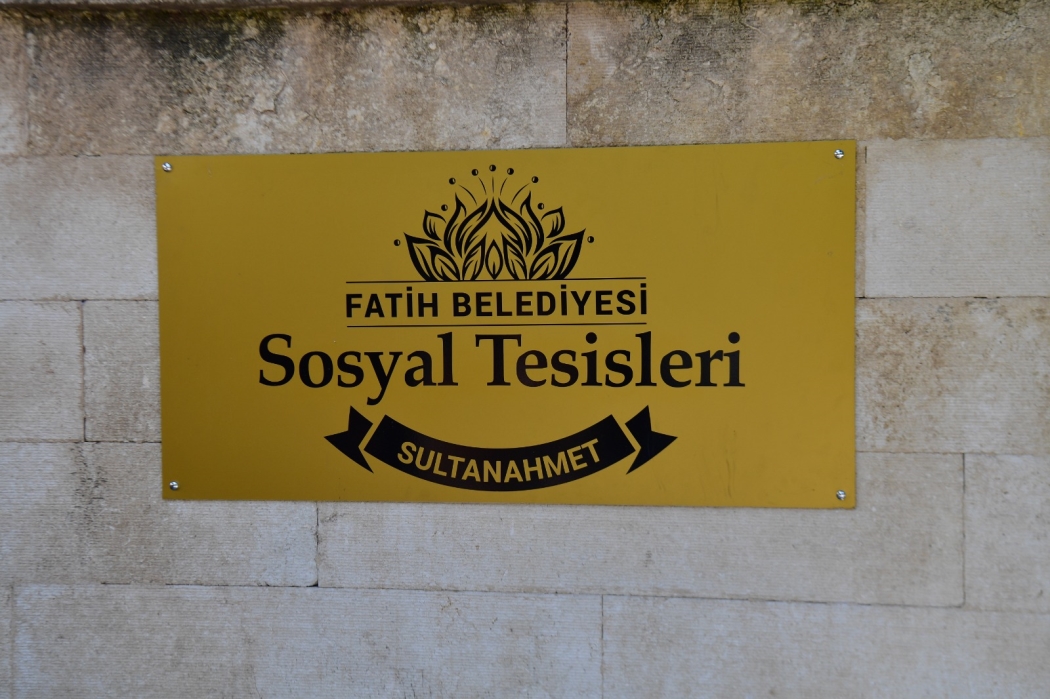 FATİH BELEDİYESİ
Sosyal Tesisleri
SULTANAHMET